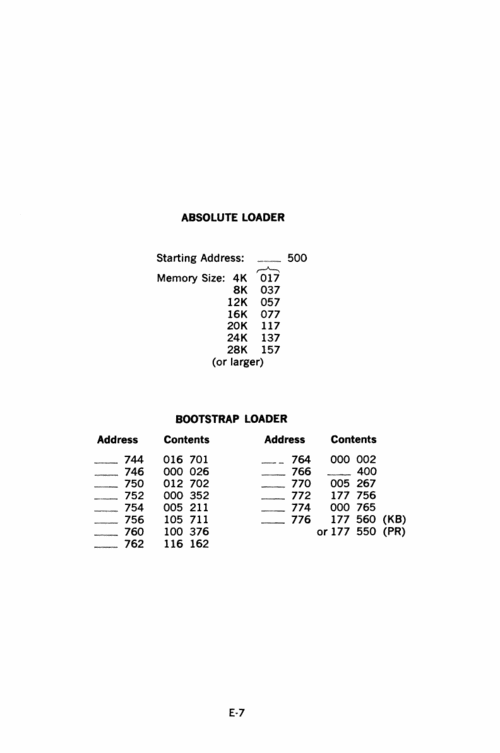 ABSOLUTE LOADER
Starting Address: ___ 500
Memory Size: 4K 017
8K 037
12K 057
16K 077
20K 117
24K 137
28K 157
(or larger)
BOOTSTRAP LOADER
Address Contents Address Contents
___ 744 016 701 ___ 764 000 002
___ 746 000 026 ___ 766 ___ 400
___ 750 012 702 ___ 770 005 267
___ 752 000 352 ___ 772 177 756
___ 754 005 211 ___ 774 000 765
___ 756 105 711 ___ 776 177 560 (KB)
___ 760 100 376 or 177 550 (PR)
___ 762 116 162
E-7